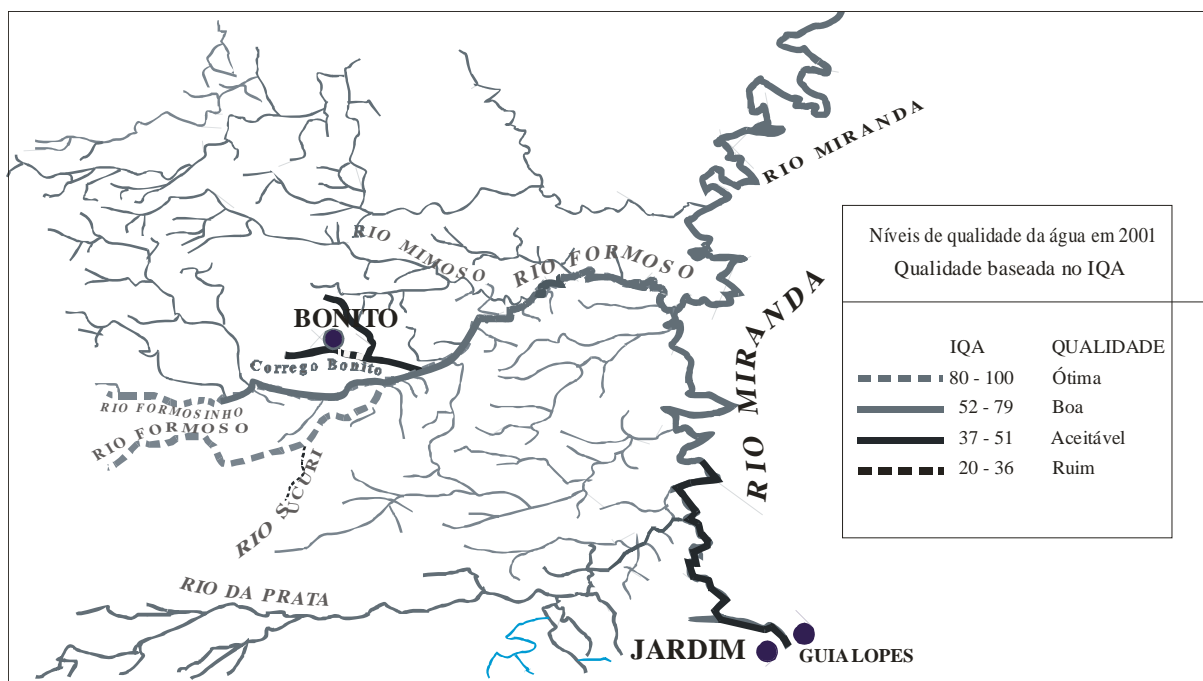 RIO MIRANDA
RIO MIMOSO
RIO FORMOSO
BONITO
Corrego Bonito
RIO FORMOSINHO
RIO FORMOSO
RIO SUCURI
RIO MIRANDA
RIO DA PRATA
JARDIM
GUIA LOPES
Níveis de qualidade da água em 2001
Qualidade baseada no IQA
IQA QUALIDADE
80 - 100 Ótima
52 - 79 Boa
37 - 51 Aceitável
20 - 36 Ruim